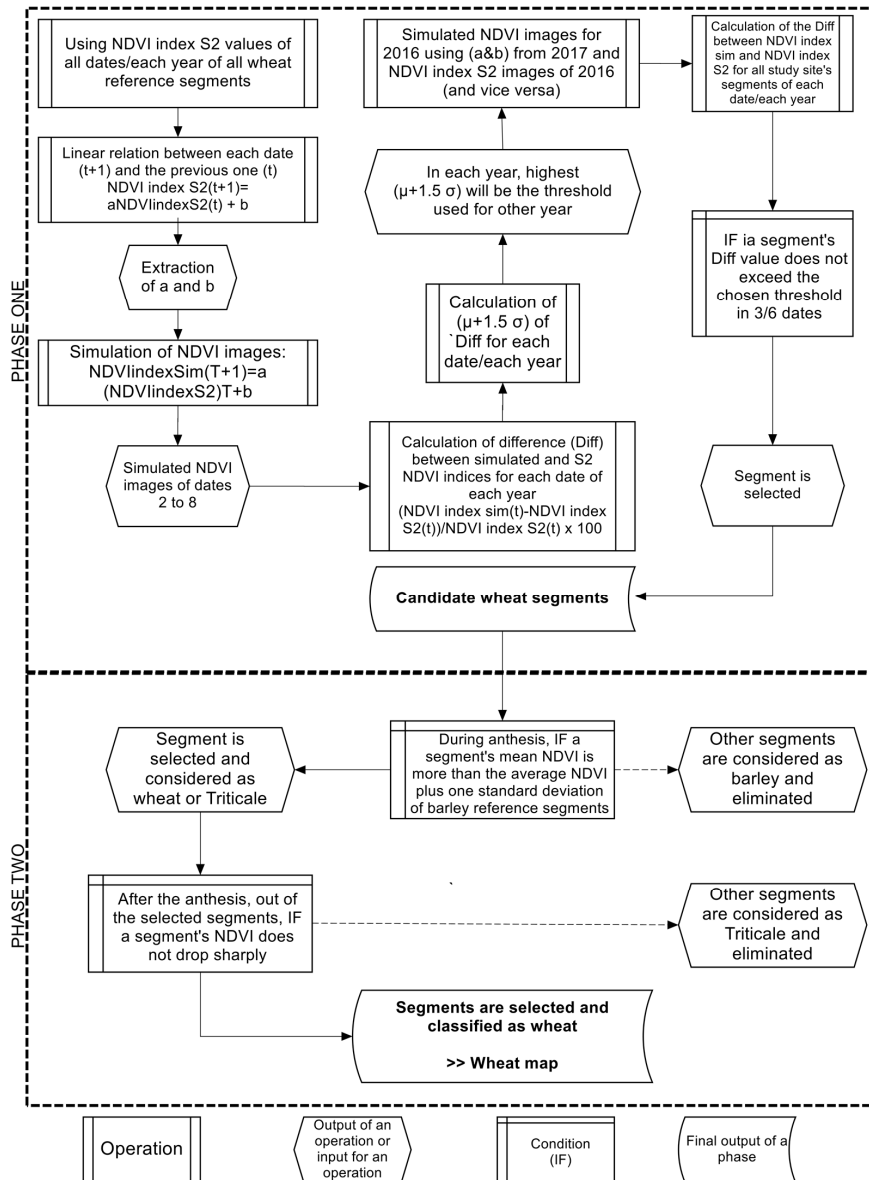 PHASE ONE
Using NDVI index S2 values of
all dates/each year of all wheat
reference segments
Linear relation between each date
(t+1) and the previous one (t)
NDVI index S2(t+1)=
aNDVIindexS2(t) + b
Extraction
of a and b
Simulation of NDVI images:
NDVIindexSim(T+1)=a
(NDVIindexS2)T+b
Simulated NDVI
images of dates
2 to 8
Calculation of difference (Diff)
between simulated and S2
NDVI indices for each date of
each year
(NDVI index sim(t)-NDVI index
S2(t))/NDVI index S2(t) x 100
Calculation of
(μ+1.5 σ) of
`Diff for each
date/each year
In each year, highest
(μ+1.5 σ) will be the threshold
used for other year
Simulated NDVI images for
2016 using (a&b) from 2017 and
NDVI index S2 images of 2016
(and vice versa)
Calculation of the Diff
between NDVI index
sim and NDVI index
S2 for all study site's
segments of each
date/each year
IF ia segment's
Diff value does not
exceed the
chosen threshold
in 3/6 dates
Segment is
selected
Candidate wheat segments
PHASE TWO
During anthesis, IF a
segment's mean NDVI is
more than the average NDVI
plus one standard deviation
of barley reference segments
Segment is
selected and
considered as
wheat or Triticale
Other segments
are considered as
barley and
eliminated
After the anthesis, out of
the selected segments, IF
a segment's NDVI does
not drop sharply
`
Other segments
are considered as
Triticale and
eliminated
Segments are selected and
classified as wheat
>> Wheat map
Operation
Output of an
operation or
input for an
operation
Condition
(IF)
Final output of a
phase